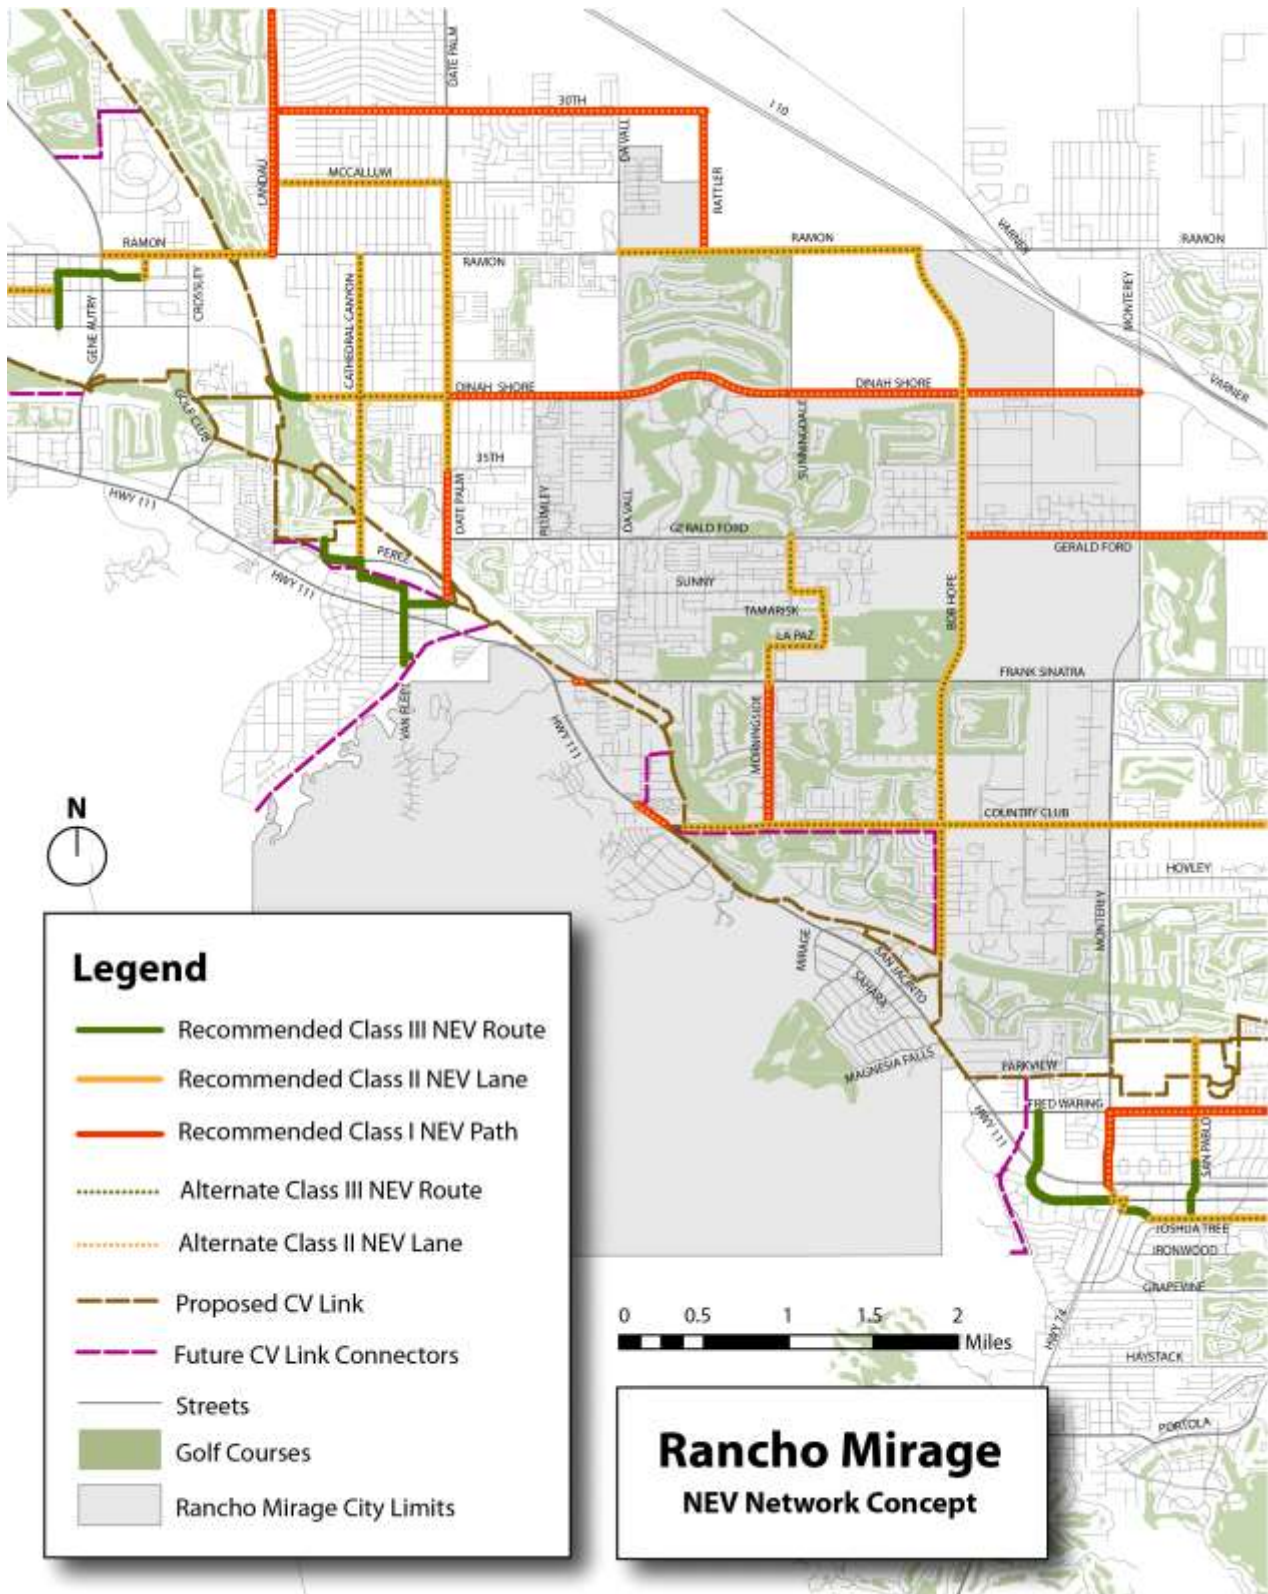 DATE PALM
30TH
I 10
DA VALL
LANDAU
MCCALLUM
RATTLER
VARNER
RAMON
RAMON
RAMON
RAMON
CROSSLEY
GENE AUTRY
CATHEDRAL CANYON
MONTEREY
DINAH SHORE
DINAH SHORE
VARNER
GOLF CLUB
SUNNINGDALE
35TH
HWY 111
DATE PALM
PLUMLEY
DA VALL
GERALD FORD
GERALD FORD
PEREZ
HWY 111
SUNNY
BOB HOPE
TAMARISK
LA PAZ
FRANK SINATRA
VAN FLEET
HWY 111
MORNINGSIDE
N
COUNTRY CLUB
HOVLEY
MONTEREY
MIRAGE
SAN JACINTO
SAHARA
MAGNESIA FALLS
PARKVIEW
FRED WARING
HWY 111
SAN PABLO
JOSHUA TREE
IRONWOOD
GRAPEVINE
HWY 74
HAYSTACK
PORTOLA
Legend
Recommended Class III NEV Route
Recommended Class II NEV Lane
Recommended Class I NEV Path
Alternate Class III NEV Route
Alternate Class II NEV Lane
Proposed CV Link
Future CV Link Connectors
Streets
Golf Courses
Rancho Mirage City Limits
0 0.5 1 1.5 2
Miles
Rancho Mirage
NEV Network Concept